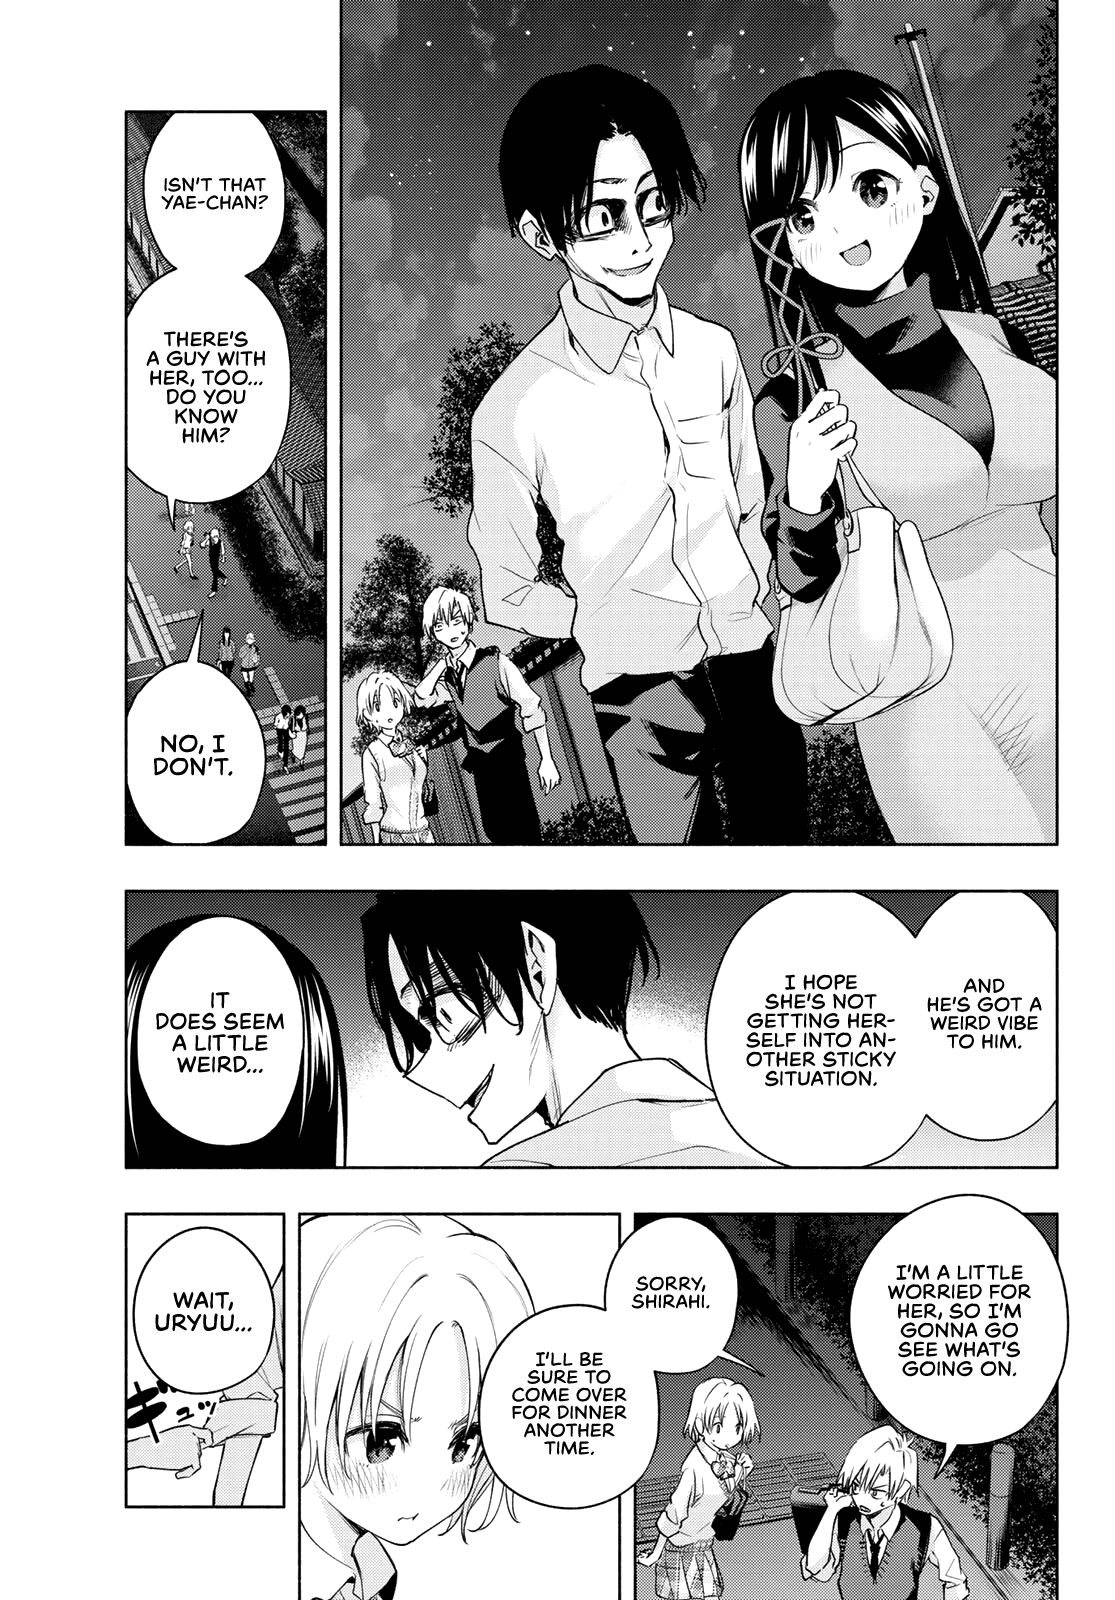 ISN'T THAT
YAE-CHAN?
THERE'S
A GUY WITH
HER, TOO...
DO YOU
KNOW
HIM?
NO, I
DON'T.
AND
HE'S GOT A
WEIRD VIBE
TO HIM.
I HOPE
SHE'S NOT
GETTING HER-
SELF INTO AN-
OTHER STICKY
SITUATION.
IT
DOES SEEM
A LITTLE
WEIRD...
I'M A LITTLE
WORRIED FOR
HER, SO I'M
GONNA GO
SEE WHAT'S
GOING ON.
SORRY,
SHIRAHI.
I'LL BE
SURE TO
COME OVER
FOR DINNER
ANOTHER
TIME.
WAIT,
URYUU...
ぎュッ